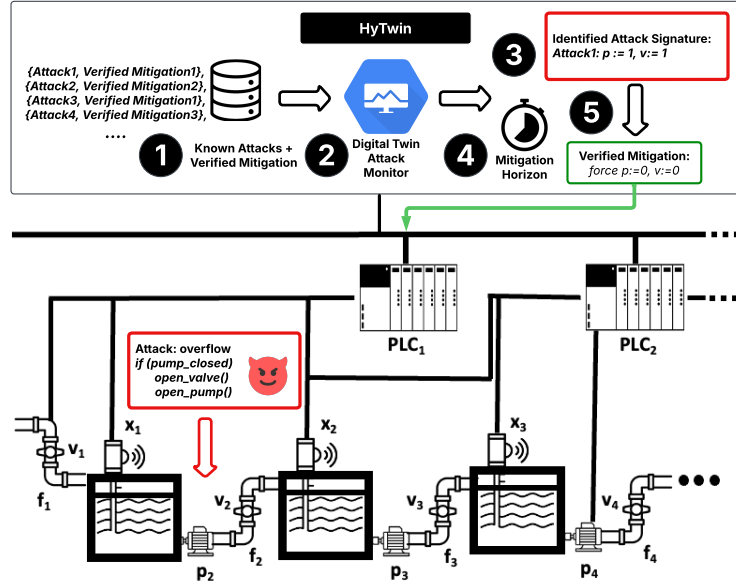 HyTwin
{Attack1, Verified Mitigation1},
{Attack2, Verified Mitigation2},
{Attack3, Verified Mitigation1},
{Attack4, Verified Mitigation3},
....
1
Known Attacks +
Verified Mitigation
2
Digital Twin
Attack
Monitor
3
Identified Attack Signature:
Attack1: p := 1, v:= 1
4
Mitigation
Horizon
5
Verified Mitigation:
force p:=0, v:=0
PLC1
PLC2
Attack: overflow
if (pump_closed)
open_valve()
open_pump()
x1
x2
x3
v1
v2
v3
v4
f1
f2
f3
f4
p2
p3
p4